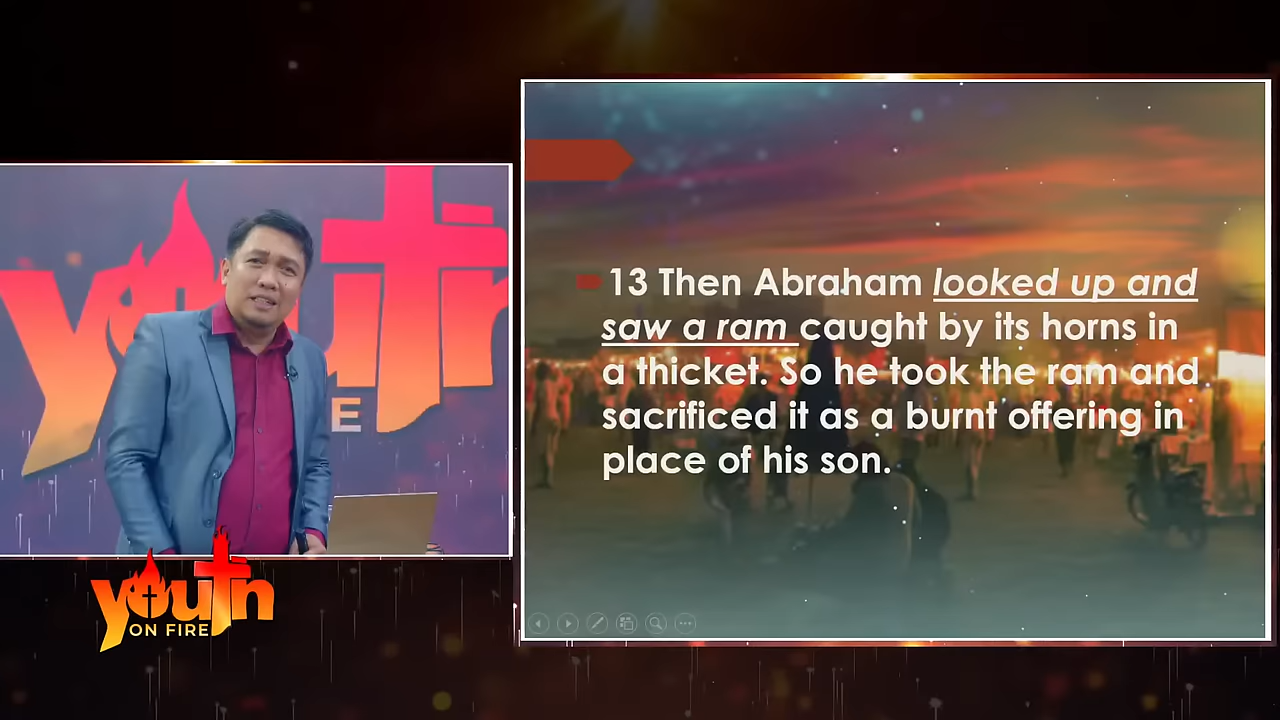 youth
E
youth
ON FIRE
13 Then Abraham looked up and
saw a ram caught by its horns in
a thicket. So he took the ram and
sacrificed it as a burnt offering in
place of his son.